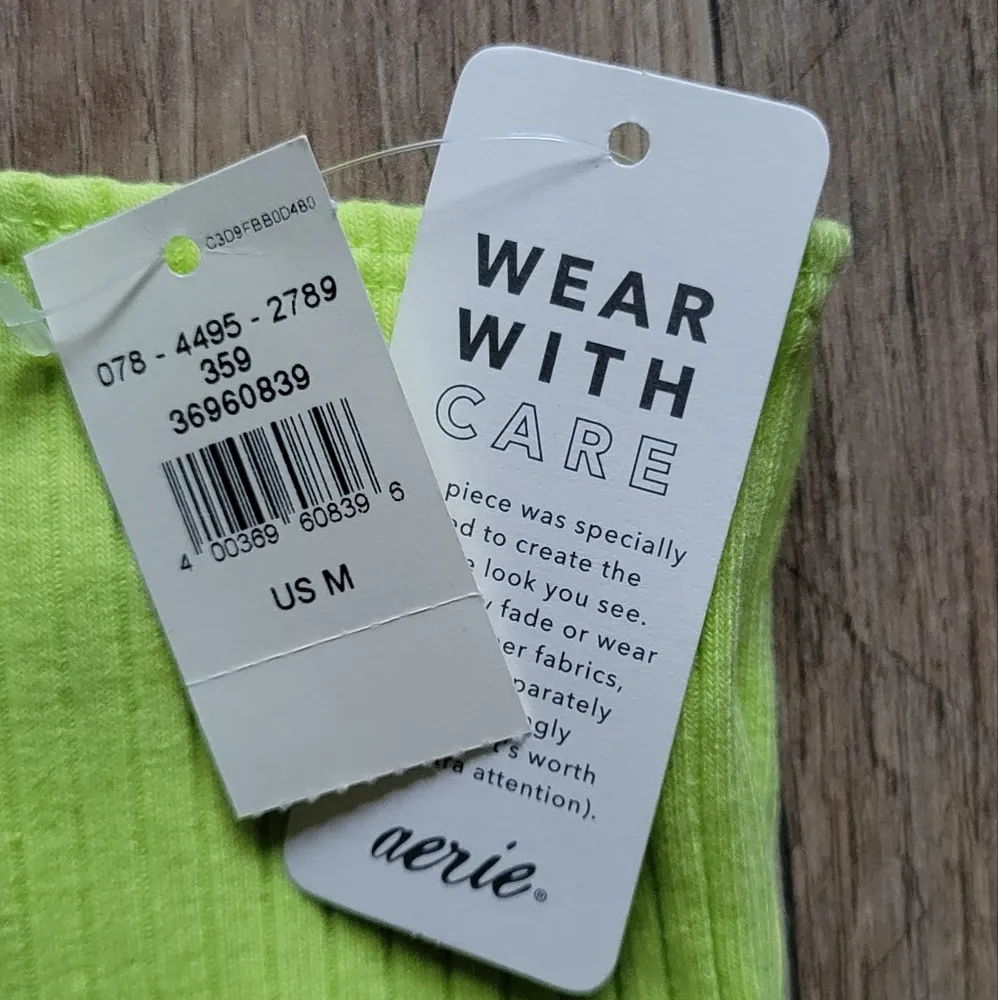 C3D9FBB0D480
078 - 4495 - 2789
359
36960839
4 00369 60839 6
US M
WEAR
WITH
CARE
piece was specially
to create the
look you see.
fade or wear
fabrics,
worth
attention).
aerie®